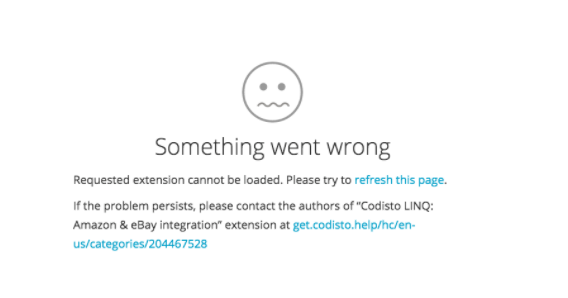 Something went wrong
Requested extension cannot be loaded. Please try to refresh this page.
If the problem persists, please contact the authors of “Codisto LINQ:
Amazon & eBay integration” extension at get.codisto.help/hc/en-
us/categories/204467528